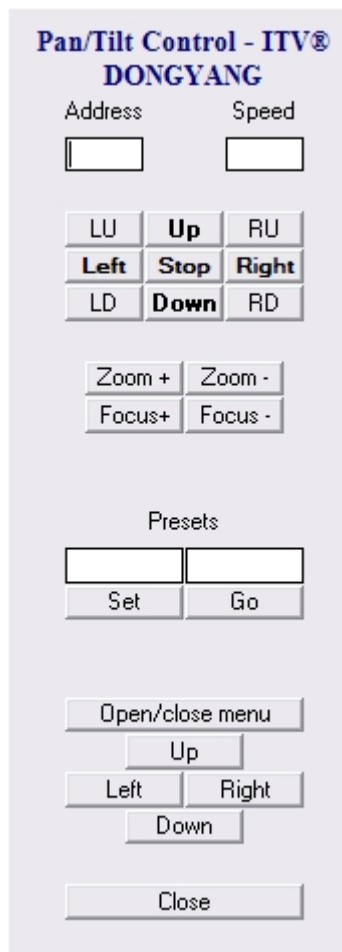 Pan/Tilt Control - ITV®
DONGYANG
Address Speed
LU Up RU
Left Stop Right
LD Down RD
Zoom + Zoom -
Focus+ Focus -
Presets
Set Go
Open/close menu
Up
Left Right
Down
Close